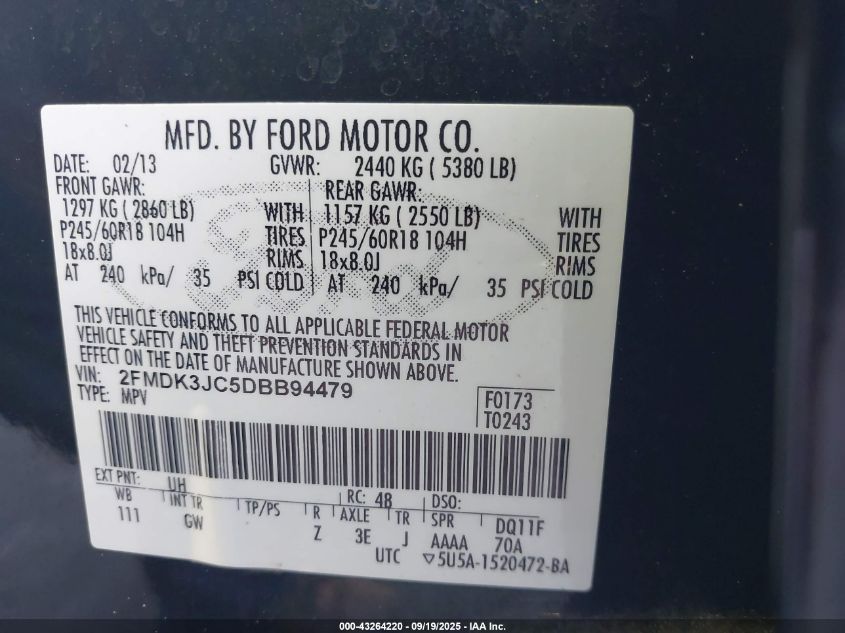 MFD. BY FORD MOTOR CO.
DATE: 02/13 GVWR: 2440 KG ( 5380 LB)
FRONT GAWR: REAR GAWR:
1297 KG ( 2860 LB) WITH 1157 KG ( 2550 LB) WITH
P245/60R18 104H TIRES P245/60R18 104H TIRES
18x8.0J RIMS 18x8.0J RIMS
AT 240 kPa/ 35 PSI COLD AT 240 kPa/ 35 PSI COLD
THIS VEHICLE CONFORMS TO ALL APPLICABLE FEDERAL MOTOR
VEHICLE SAFETY AND THEFT PREVENTION STANDARDS IN
EFFECT ON THE DATE OF MANUFACTURE SHOWN ABOVE.
VIN: 2FMDK3JC5DBB94479
TYPE: MPV
F0173
T0243
EXT PNT: UH RC: 48 DSO:
WB INT TR TP/PS R AXLE TR SPR DQ11F
111 GW Z 3E J AAAA 70A
UTC ▽5U5A-1520472-BA
000-43264220 - 09/19/2025 - IAA Inc.